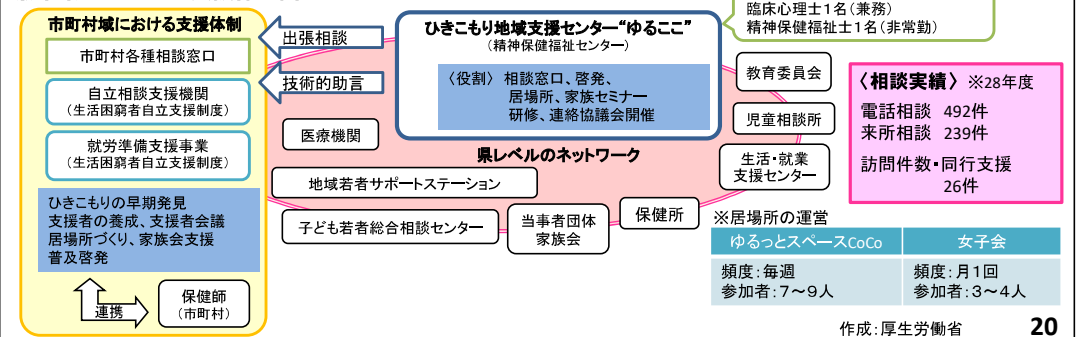 臨床心理士1名(兼務)
精神保健福祉士1名(非常勤)
市町村域における支援体制
市町村各種相談窓口
自立相談支援機関
(生活困窮者自立支援制度)
就労準備支援事業
(生活困窮者自立支援制度)
ひきこもりの早期発見
支援者の養成、支援者会議
居場所づくり、家族会支援
普及啓発
連携
保健師
(市町村)
出張相談
技術的助言
ひきこもり地域支援センター“ゆるここ”
(精神保健福祉センター)
〈役割〉 相談窓口、啓発、
居場所、家族セミナー
研修、連絡協議会開催
医療機関
県レベルのネットワーク
地域若者サポートステーション
子ども若者総合相談センター
当事者団体
家族会
保健所
生活・就業
支援センター
児童相談所
教育委員会
〈相談実績〉 ※28年度
電話相談 492件
来所相談 239件
訪問件数・同行支援
26件
※居場所の運営
ゆるっとスペースCoCo 女子会
頻度:毎週 頻度:月1回
参加者:7~9人 参加者:3~4人
作成:厚生労働省 20